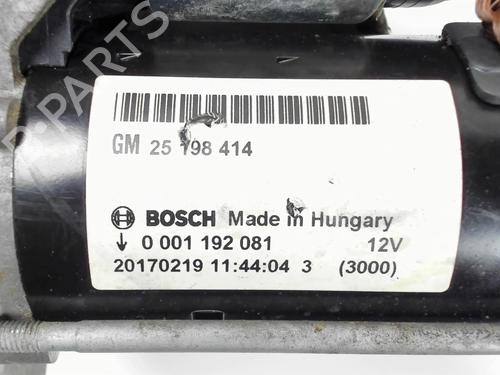 B-PARTS
GM 25 198 414
BOSCH Made in Hungary
0 001 192 081 12V
20170219 11:44:04 3 (3000)